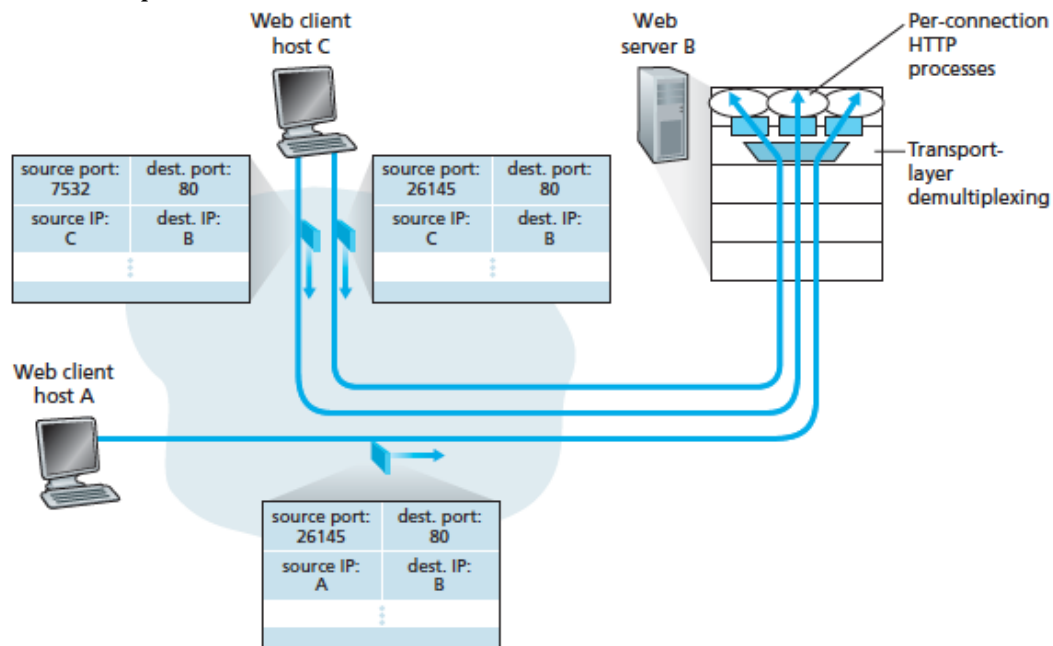 Web client
host C
Web
server B
Per-connection
HTTP
processes
Transport-
layer
demultiplexing
source port:
7532
dest. port:
80
source IP:
C
dest. IP:
B
source port:
26145
dest. port:
80
source IP:
C
dest. IP:
B
Web client
host A
source port:
26145
dest. port:
80
source IP:
A
dest. IP:
B